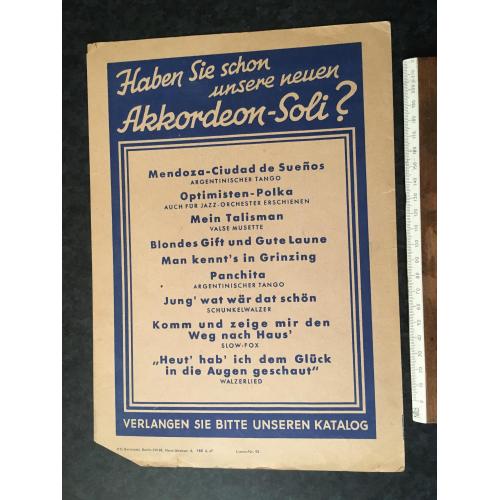 Haben Sie schon
unsere neuen
Akkordeon-Soli?
Mendoza-Ciudad de Sueños
ARGENTINISCHER TANGO
Optimisten-Polka
AUCH FÜR JAZZ-ORCHESTER ERSCHIENEN
Mein Talisman
VALSE MUSETTE
Blondes Gift und Gute Laune
Man kennt's in Grinzing
Panchita
ARGENTINISCHER TANGO
Jung' wat wär dat schön
SCHUNKELWALZER
Komm und zeige mir den
Weg nach Haus'
SLOW-FOX
„Heut' hab' ich dem Glück
in die Augen geschaut“
WALZERLIED
VERLANGEN SIE BITTE UNSEREN KATALOG
Berlin